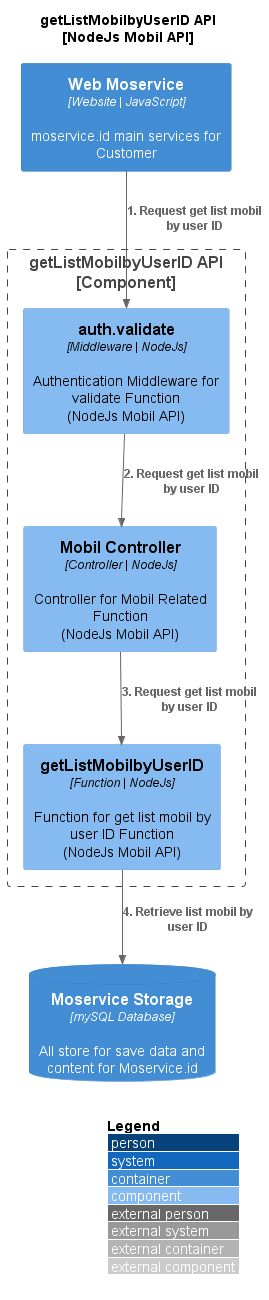 getListMobilbyUserID API
[NodeJs Mobil API]
Web Moservice
[Website | JavaScript]
moservice.id main services for
Customer
1. Request get list mobil
by user ID
getListMobilbyUserID API
[Component]
auth.validate
[Middleware | NodeJs]
Authentication Middleware for
validate Function
(NodeJs Mobil API)
2. Request get list mobil
by user ID
Mobil Controller
[Controller | NodeJs]
Controller for Mobil Related
Function
(NodeJs Mobil API)
3. Request get list mobil
by user ID
getListMobilbyUserID
[Function | NodeJs]
Function for get list mobil by
user ID Function
(NodeJs Mobil API)
4. Retrieve list mobil by
user ID
Moservice Storage
[mySQL Database]
All store for save data and
content for Moservice.id
Legend
person
system
container
component
external person
external system
external container
external component